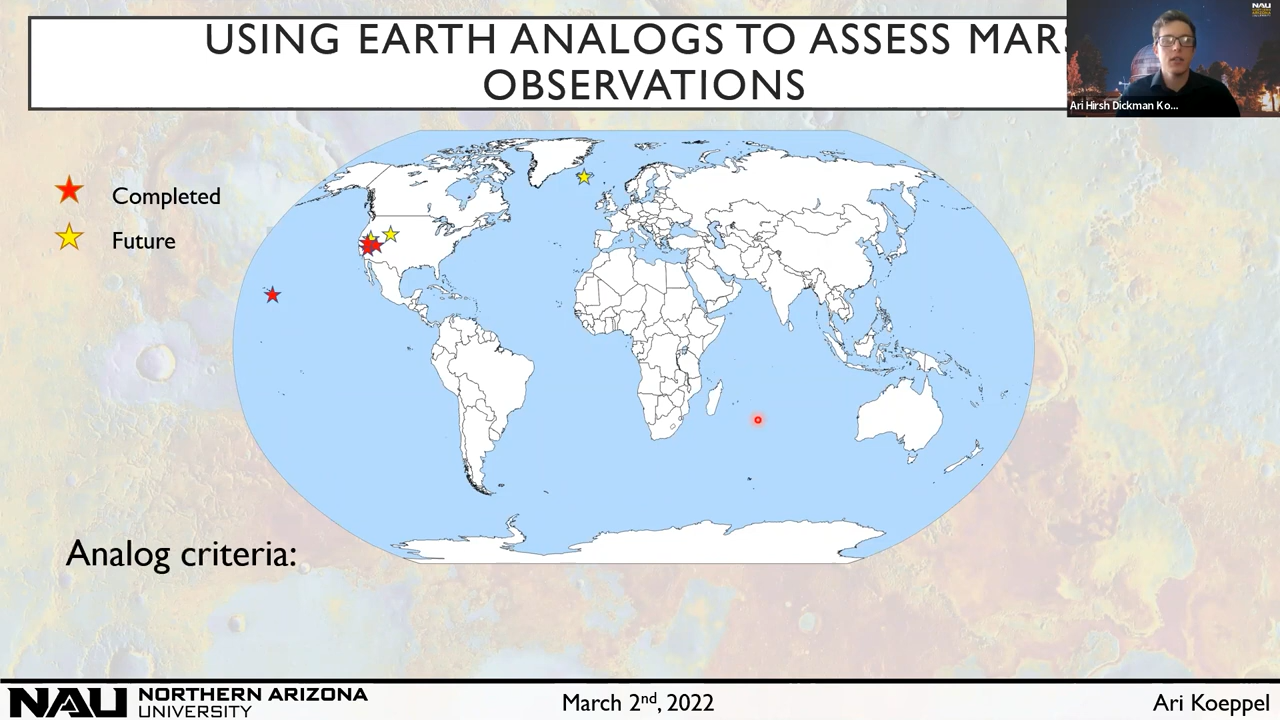 USING EARTH ANALOGS TO ASSESS MARS
OBSERVATIONS
NAU
Ari Hirsh Dickman Ko...
Completed
Future
Analog criteria:
NAU NORTHERN ARIZONA
UNIVERSITY
March 2nd, 2022
Ari Koeppel